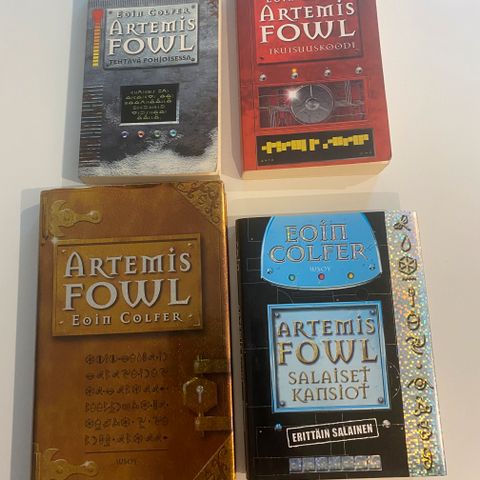 EOIN COLFER
ARTEMIS
FOWL
TEHTÄVÄ POHJOISESSA
ARTEMIS
FOWL
IKUISUUSKOODI
ARTEMIS
FOWL
EOIN COLFER
WSOY
EOIN
COLFER
WSOY
ARTEMIS
FOWL
SALAISET
KANSIOT
ERITTÄIN SALAINEN